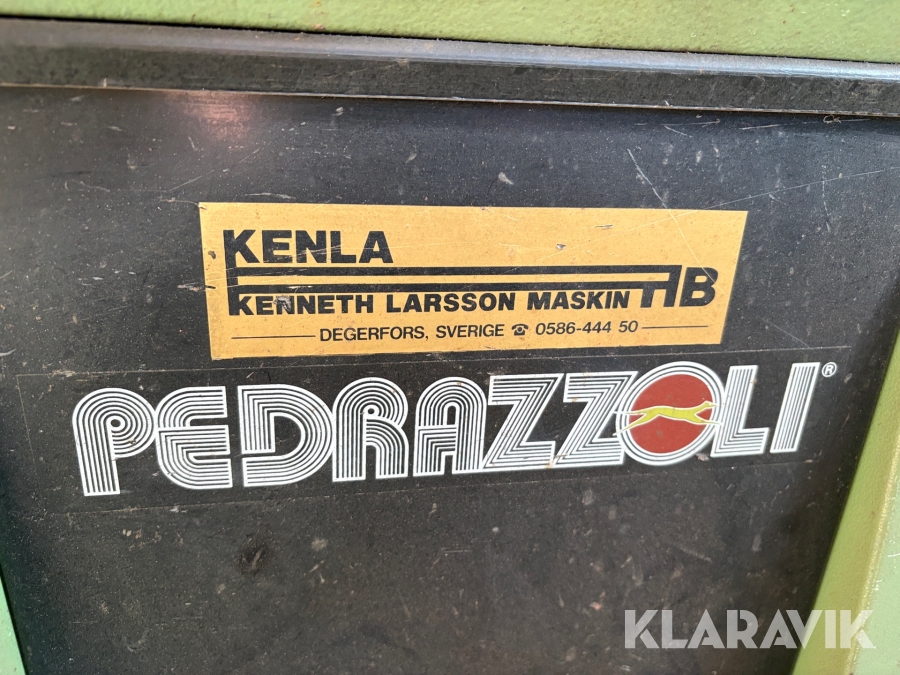 KENLA AB
KENNETH LARSSON MASKIN
DEGERFORS, SVERIGE ☎ 0586-444 50
PEDRAZZOLI®
KLARAVIK